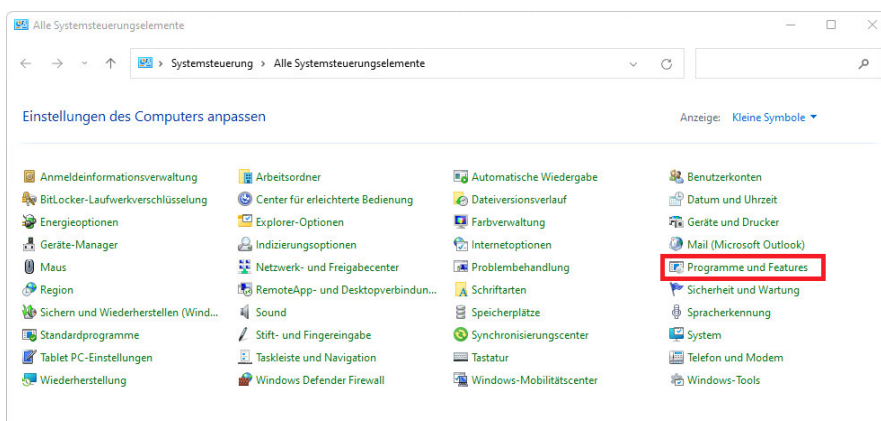 Alle Systemsteuerungselemente
Systemsteuerung > Alle Systemsteuerungselemente
Einstellungen des Computers anpassen
Anzeige: Kleine Symbole
Anmeldeinformationsverwaltung Arbeitsordner Automatische Wiedergabe Benutzerkonten
BitLocker-Laufwerkverschlüsselung Center für erleichterte Bedienung Dateiversionsverlauf Datum und Uhrzeit
Energieoptionen Explorer-Optionen Farbverwaltung Geräte und Drucker
Geräte-Manager Indizierungsoptionen Internetoptionen Mail (Microsoft Outlook)
Maus Netzwerk- und Freigabecenter Problembehandlung Programme und Features
Region RemoteApp- und Desktopverbindun... Schriftarten Sicherheit und Wartung
Sichern und Wiederherstellen (Wind... Sound Speicherplätze Spracherkennung
Standardprogramme Stift- und Fingereingabe Synchronisierungscenter System
Tablet PC-Einstellungen Taskleiste und Navigation Tastatur Telefon und Modem
Wiederherstellung Windows Defender Firewall Windows-Mobilitätscenter Windows-Tools